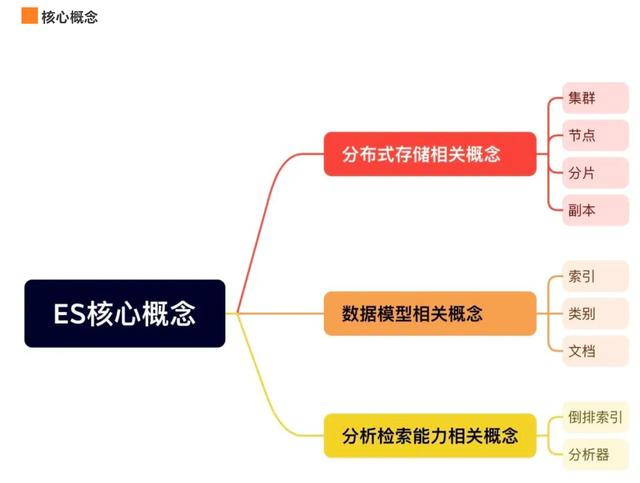 核心概念
ES核心概念
分布式存储相关概念
集群
节点
分片
副本
数据模型相关概念
索引
类别
文档
分析检索能力相关概念
倒排索引
分析器